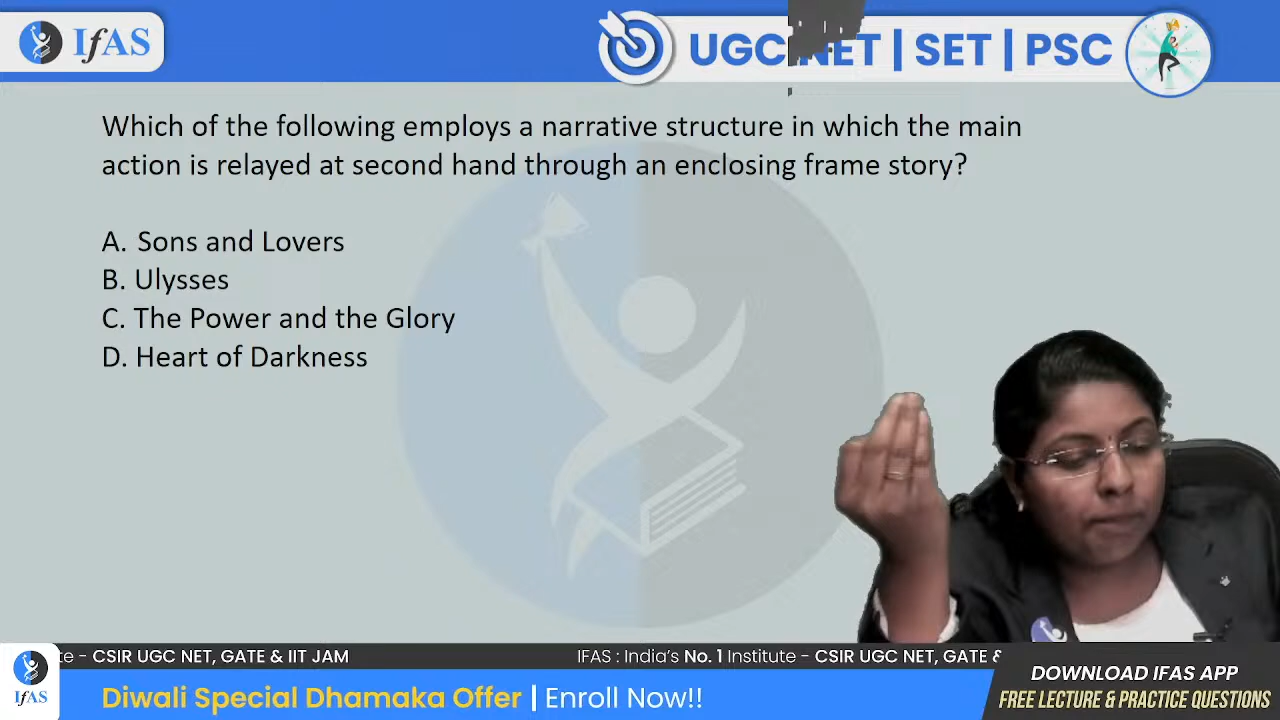 IfAS
UGC NET | SET | PSC
Which of the following employs a narrative structure in which the main
action is relayed at second hand through an enclosing frame story?
A. Sons and Lovers
B. Ulysses
C. The Power and the Glory
D. Heart of Darkness
te - CSIR UGC NET, GATE & IIT JAM
IFAS : India's No. 1 Institute - CSIR UGC NET, GATE &
IfAS
Diwali Special Dhamaka Offer | Enroll Now!!
DOWNLOAD IFAS APP
FREE LECTURE & PRACTICE QUESTIONS